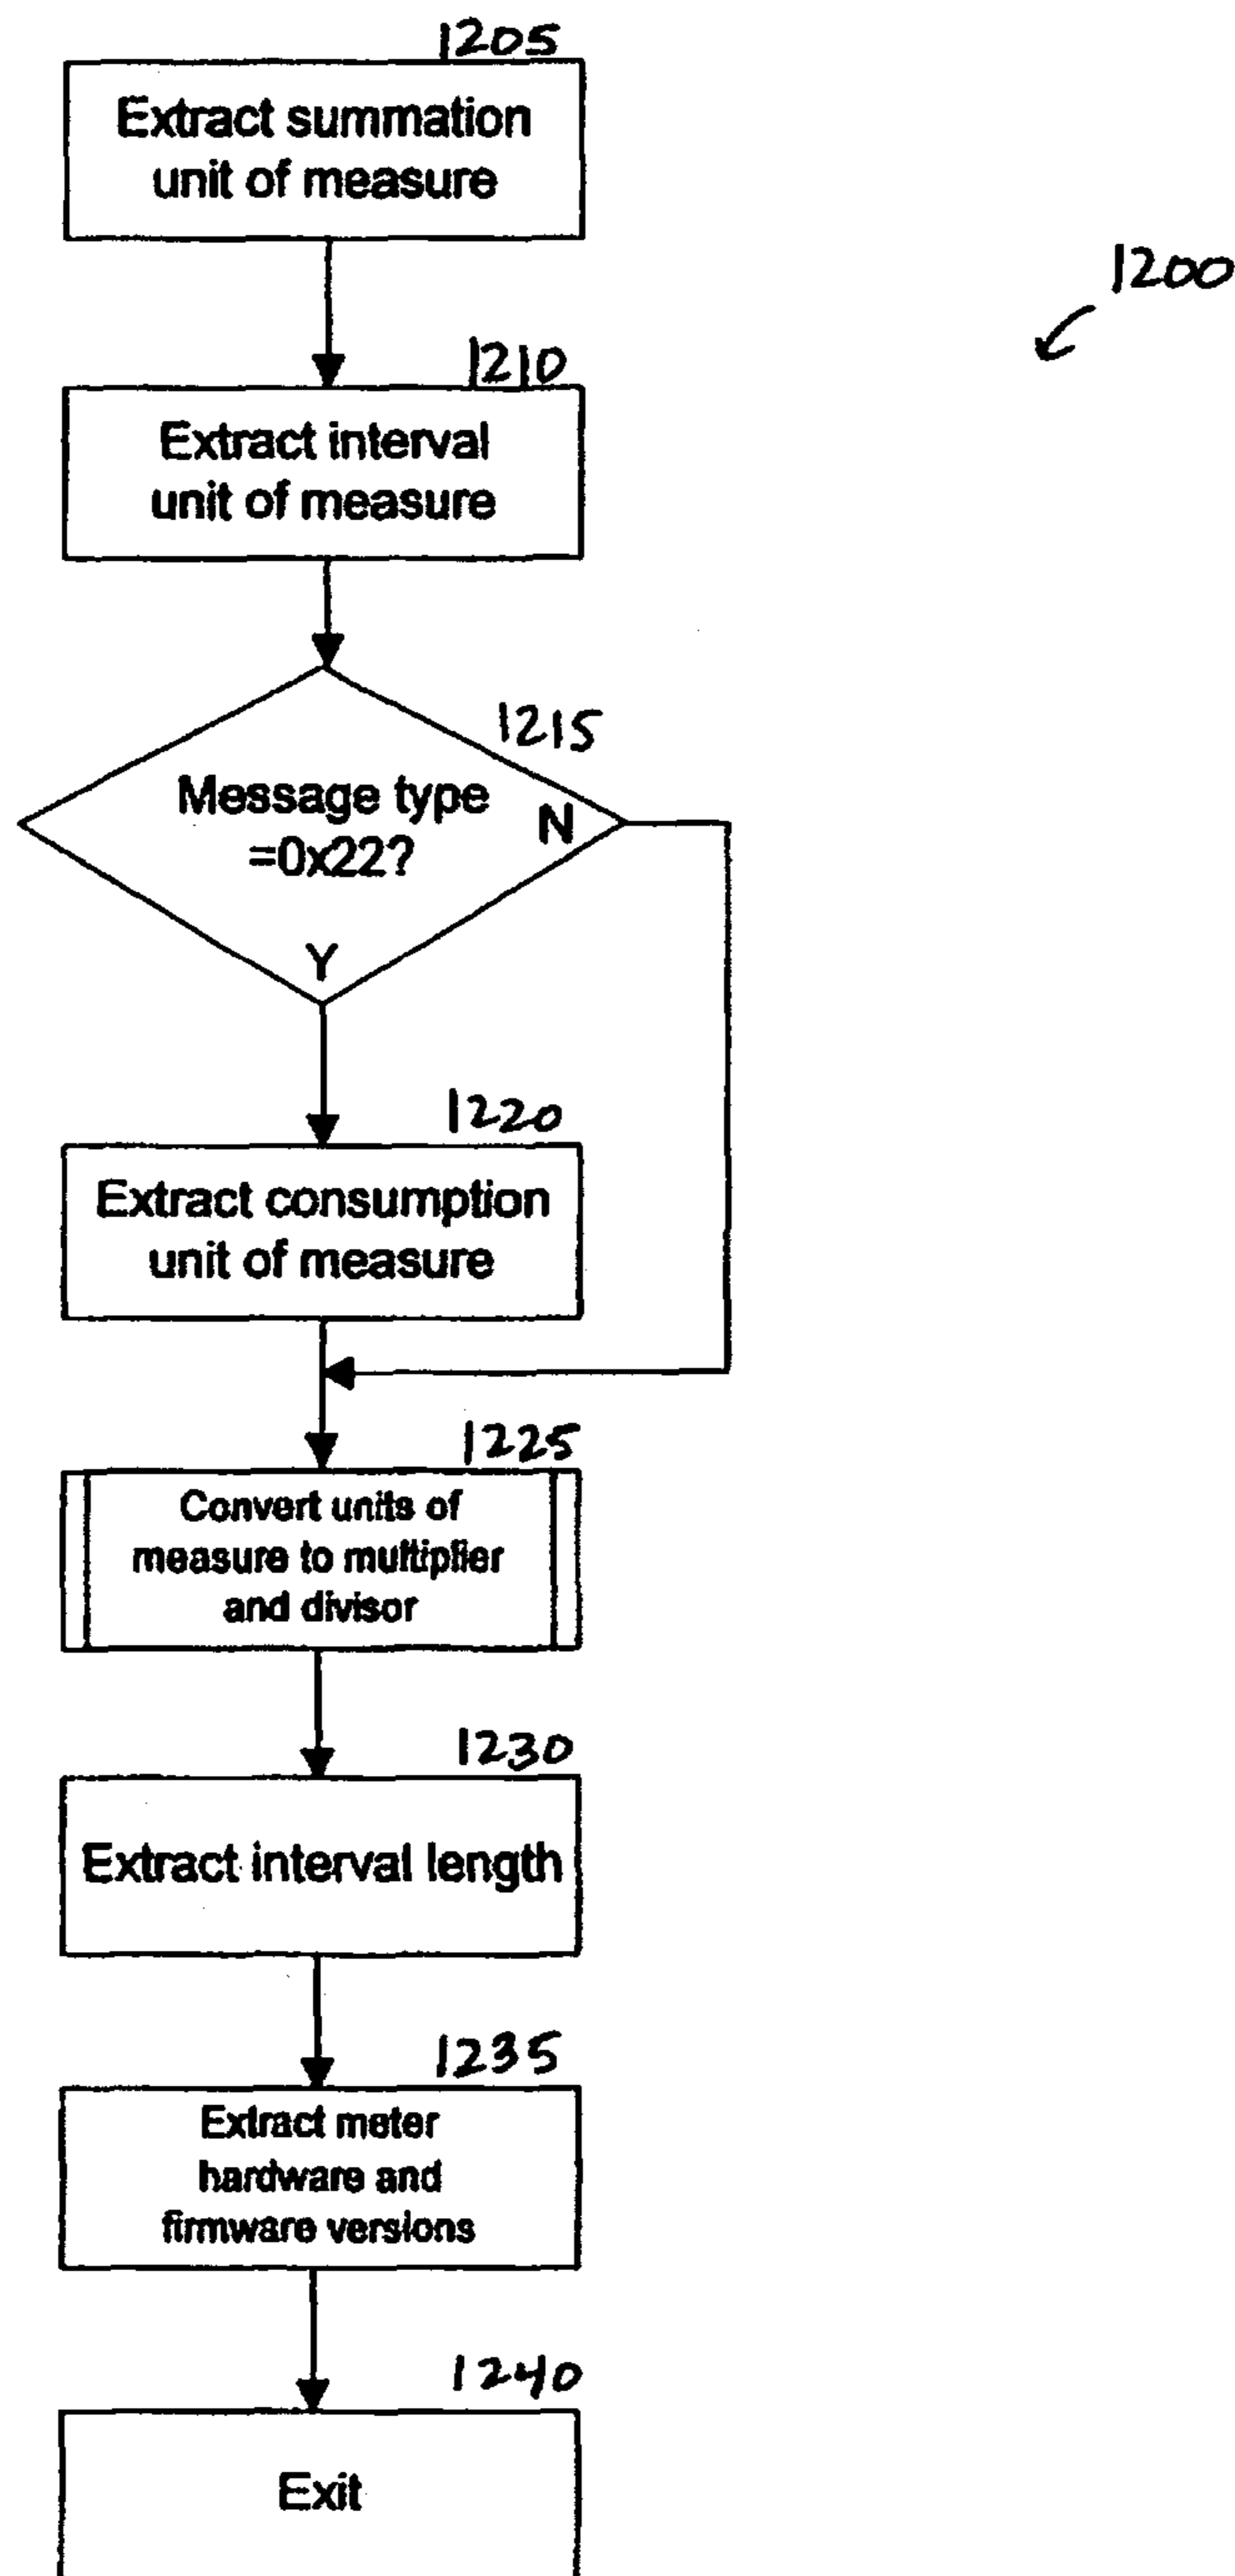 1205
Extract summation
unit of measure
1200
1210
Extract interval
unit of measure
1215
Message type
=0x22?
N
Y
1220
Extract consumption
unit of measure
1225
Convert units of
measure to multiplier
and divisor
1230
Extract interval length
1235
Extract meter
hardware and
firmware versions
1240
Exit